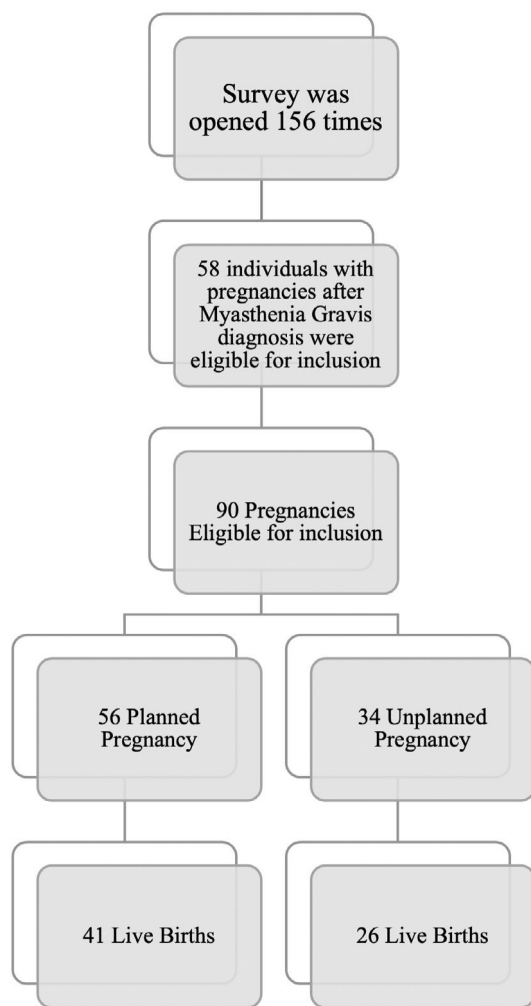 Survey was
opened 156 times
58 individuals with
pregnancies after
Myasthenia Gravis
diagnosis were
eligible for inclusion
90 Pregnancies
Eligible for inclusion
56 Planned
Pregnancy
34 Unplanned
Pregnancy
41 Live Births
26 Live Births